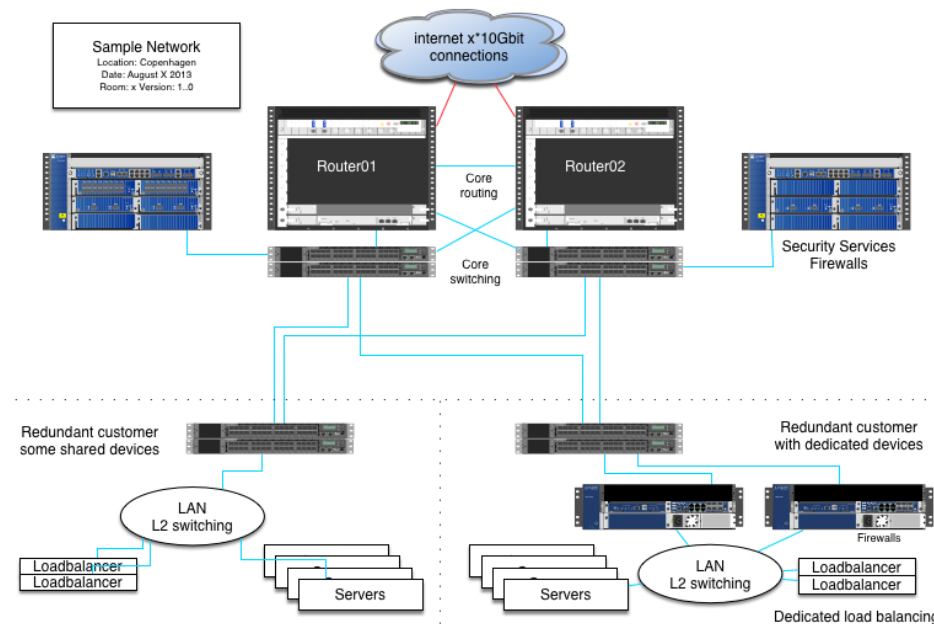 Sample Network
Location: Copenhagen
Date: August X 2013
Room: x Version: 1..0
internet x*10Gbit
connections
Router01
Router02
Core
routing
Core
switching
Security Services
Firewalls
Redundant customer
some shared devices
Redundant customer
with dedicated devices
LAN
L2 switching
Loadbalancer
Loadbalancer
Servers
Firewalls
LAN
L2 switching
Servers
Loadbalancer
Loadbalancer
Dedicated load balancing